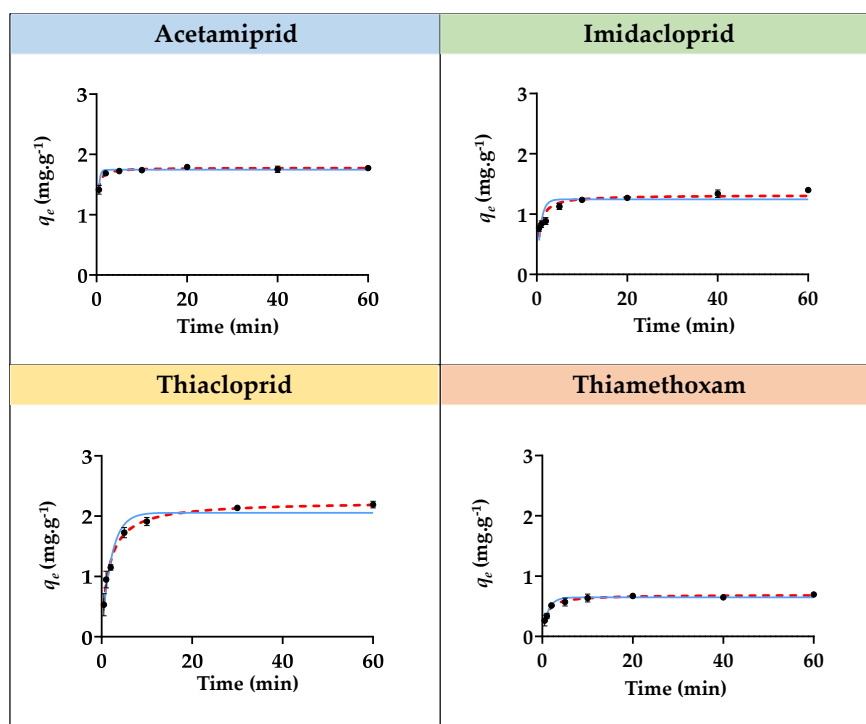 Acetamiprid
Imidacloprid
3
2
1
0
0
20
40
60
qe (mg.g-1)
Time (min)
3
2
1
0
0
20
40
60
qe (mg.g-1)
Time (min)
Thiacloprid
Thiamethoxam
3
2
1
0
0
20
40
60
qe (mg.g-1)
Time (min)
3
2
1
0
0
20
40
60
qe (mg.g-1)
Time (min)